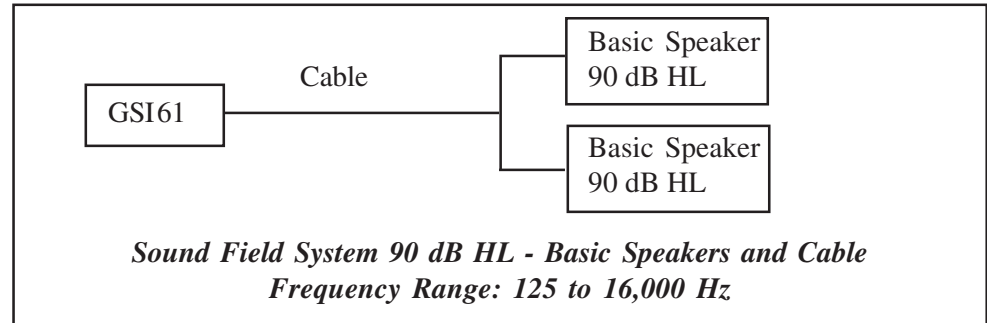 Basic Speaker
90 dB HL
Cable
GSI61
Basic Speaker
90 dB HL
Sound Field System 90 dB HL - Basic Speakers and Cable
Frequency Range: 125 to 16,000 Hz